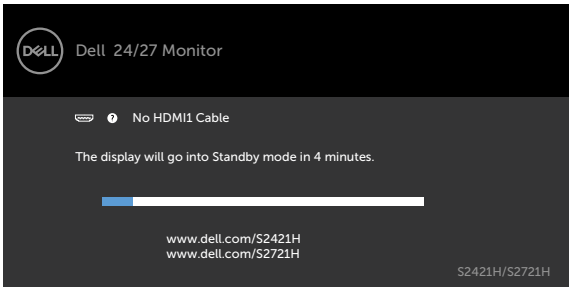 DELL
Dell 24/27 Monitor
? No HDMI1 Cable
The display will go into Standby mode in 4 minutes.
www.dell.com/S2421H
www.dell.com/S2721H
S2421H/S2721H